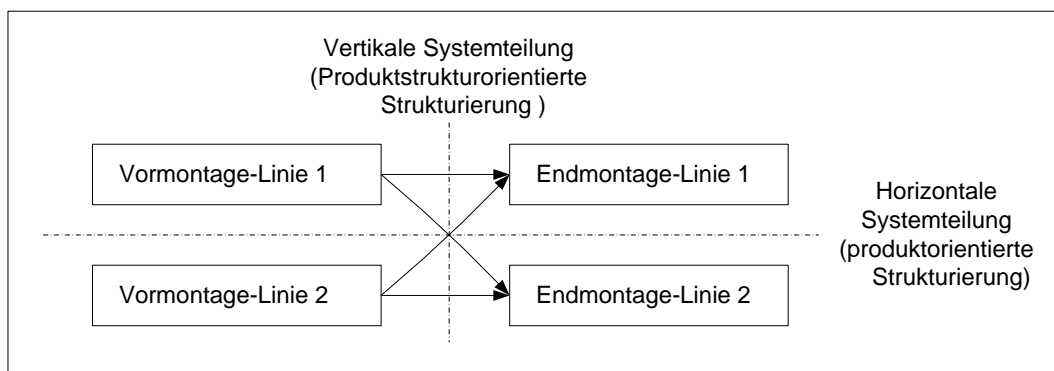 Vertikale Systemteilung
(Produktstrukturorientierte
Strukturierung )
Vormontage-Linie 1
Endmontage-Linie 1
Horizontale
Systemteilung
(produktorientierte
Strukturierung)
Vormontage-Linie 2
Endmontage-Linie 2